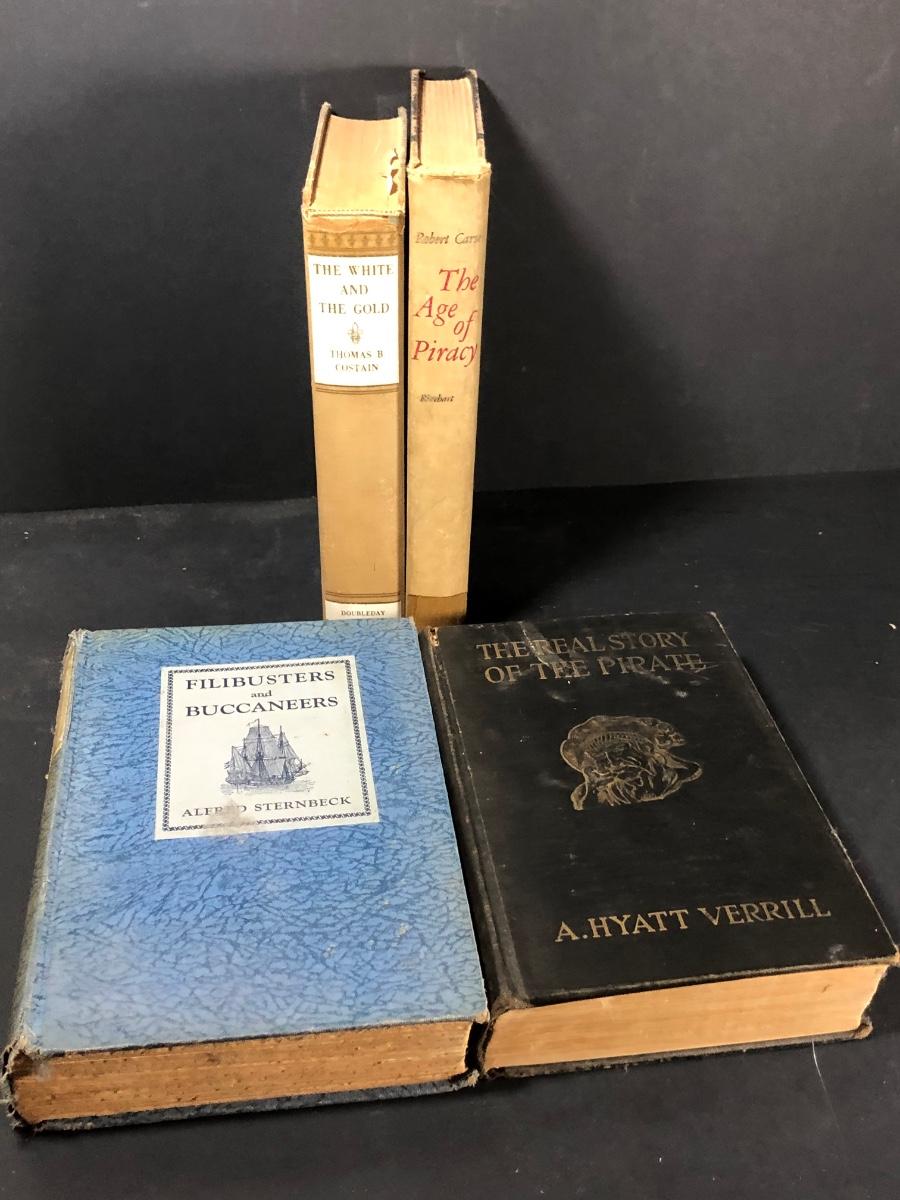 THE WHITE
AND
THE GOLD
THOMAS B
COSTAIN
DOUBLEDAY
Robert Carse
The
Age
of
Piracy
Rinehart
FILIBUSTERS
and
BUCCANEERS
ALFRED STERNBECK
THE REAL STORY
OF THE PIRATE
A. HYATT VERRILL